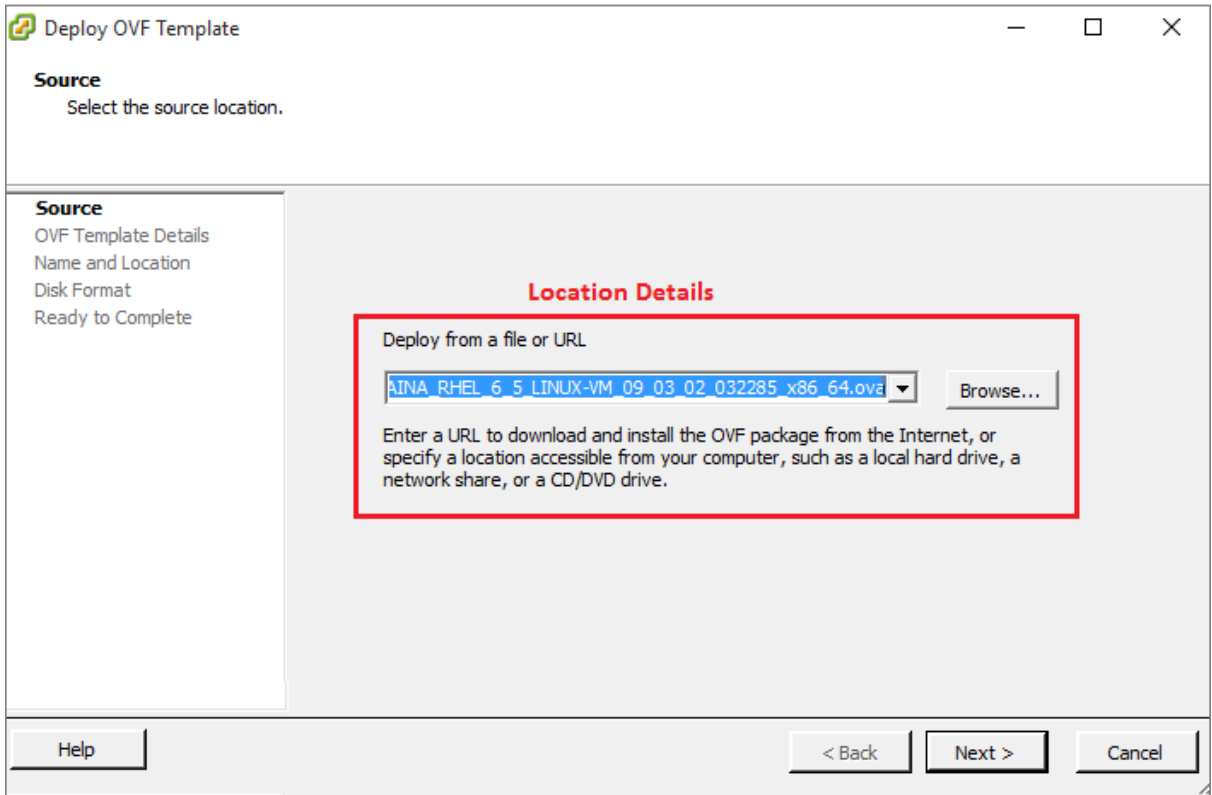 Deploy OVF Template
Source
Select the source location.
Source
OVF Template Details
Name and Location
Disk Format
Ready to Complete
Location Details
Deploy from a file or URL
AINA_RHEL_6_5_LINUX-VM_09_03_02_032285_x86_64.ova
Browse...
Enter a URL to download and install the OVF package from the Internet, or
specify a location accessible from your computer, such as a local hard drive, a
network share, or a CD/DVD drive.
Help
< Back
Next >
Cancel